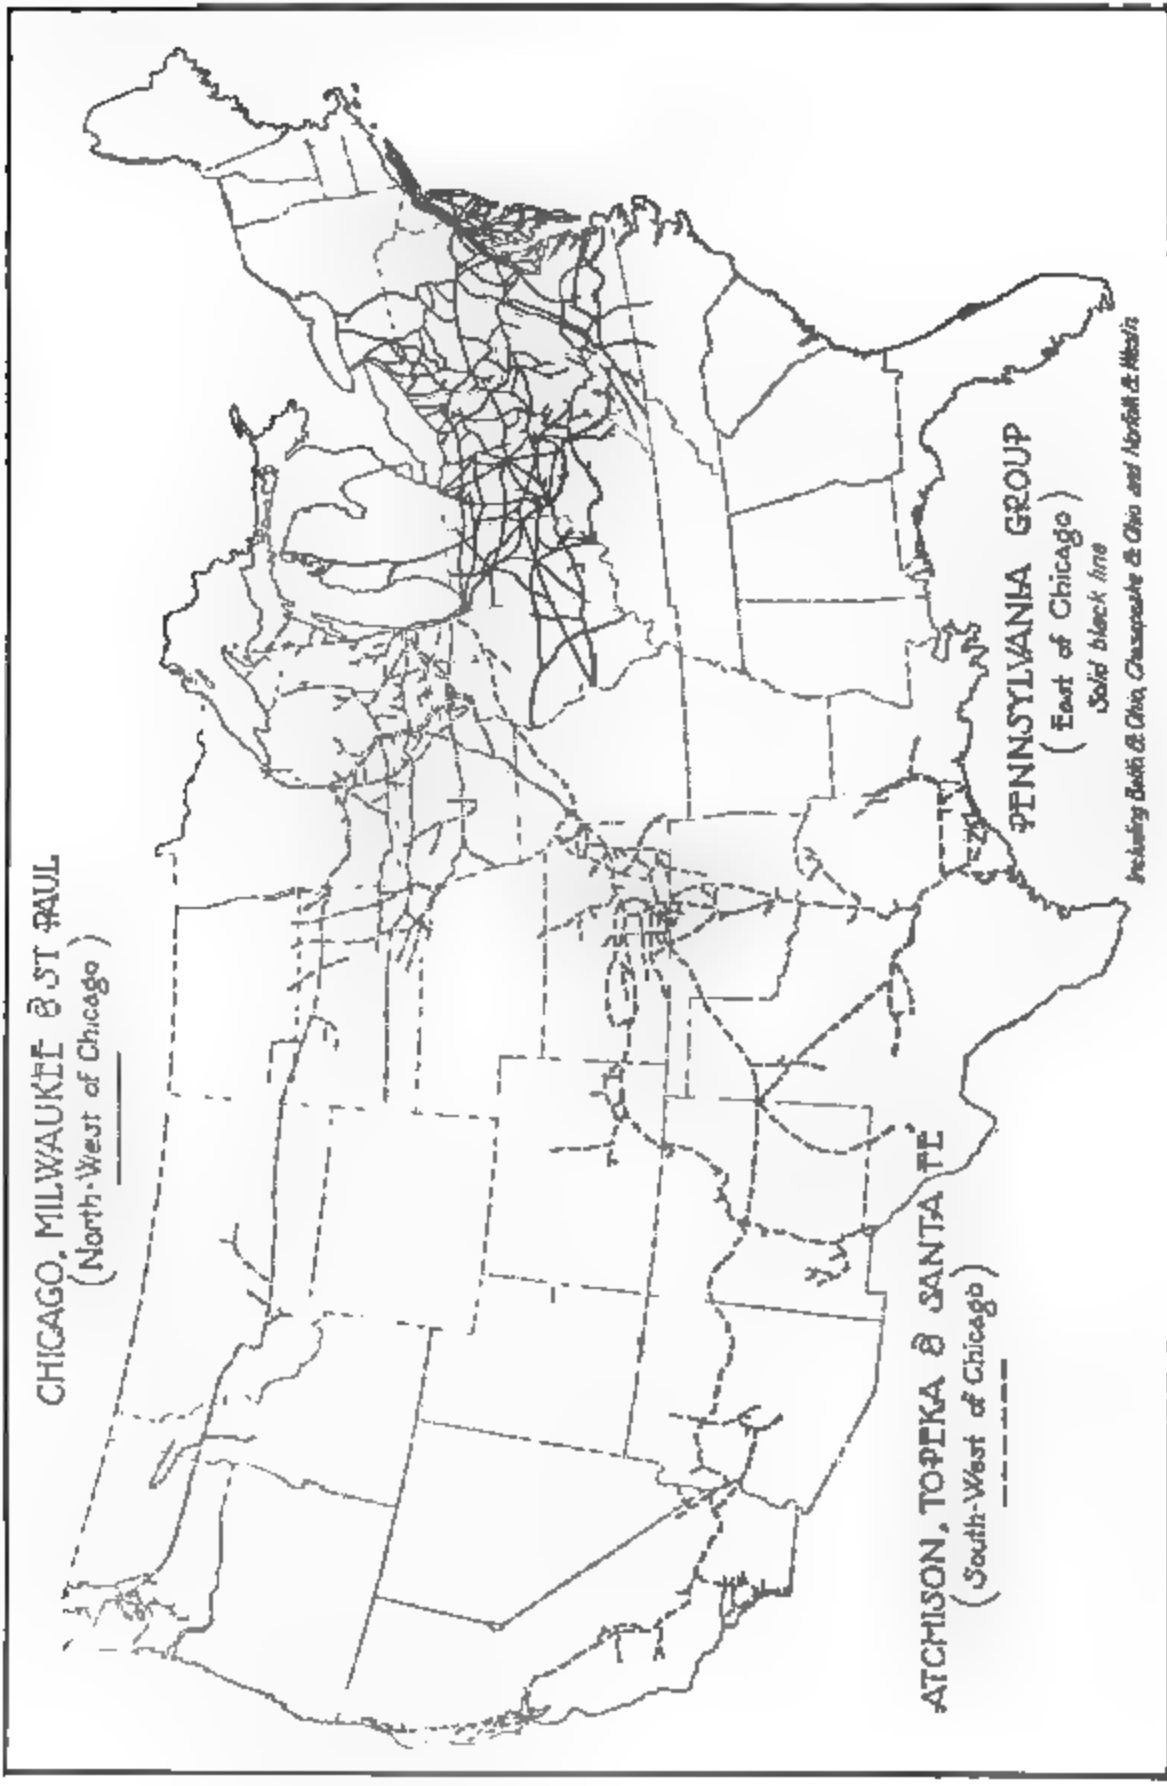 CHICAGO, MILWAUKEE & ST PAUL
(North-West of Chicago)
ATCHISON, TOPEKA & SANTA FE
(South-West of Chicago)
PENNSYLVANIA GROUP
(East of Chicago)
Solid black line
Including Balth & Ohio, Chesapeake & Ohio and Norfolk & Westn